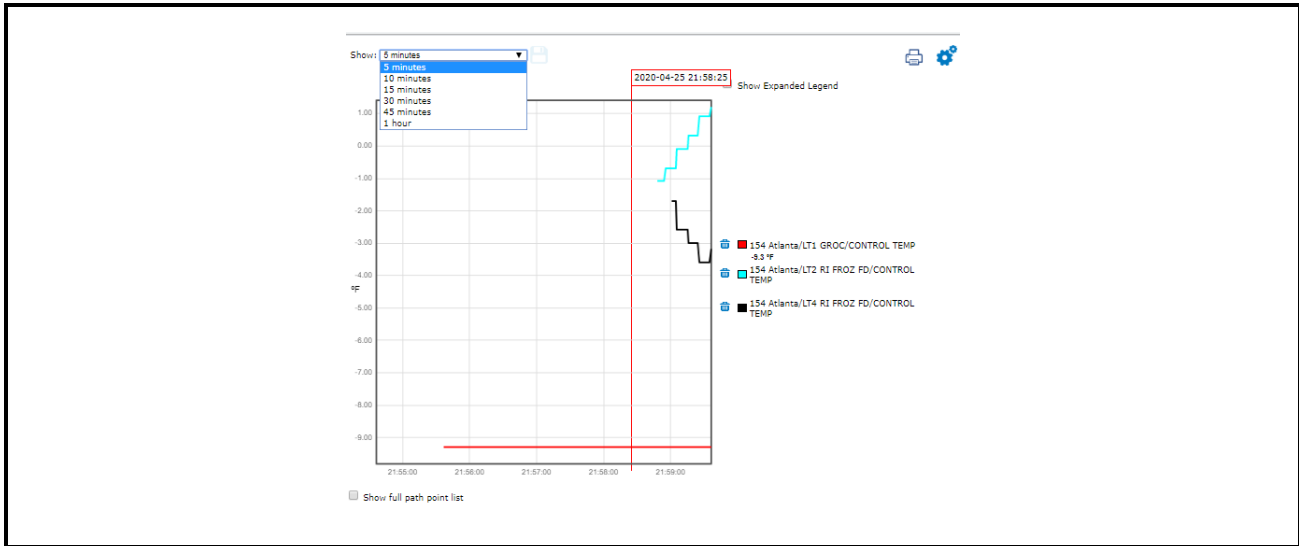 Show: 5 minutes
5 minutes
10 minutes
15 minutes
30 minutes
45 minutes
1 hour
2020-04-25 21:58:25
Show Expanded Legend
1.00
0.00
-1.00
-2.00
-3.00
-4.00
°F
-5.00
-6.00
-7.00
-8.00
-9.00
21:55:00 21:56:00 21:57:00 21:58:00 21:59:00
154 Atlanta/LT1 GROC/CONTROL TEMP
-9.3 °F
154 Atlanta/LT2 RI FROZ FD/CONTROL
TEMP
154 Atlanta/LT4 RI FROZ FD/CONTROL
TEMP
Show full path point list